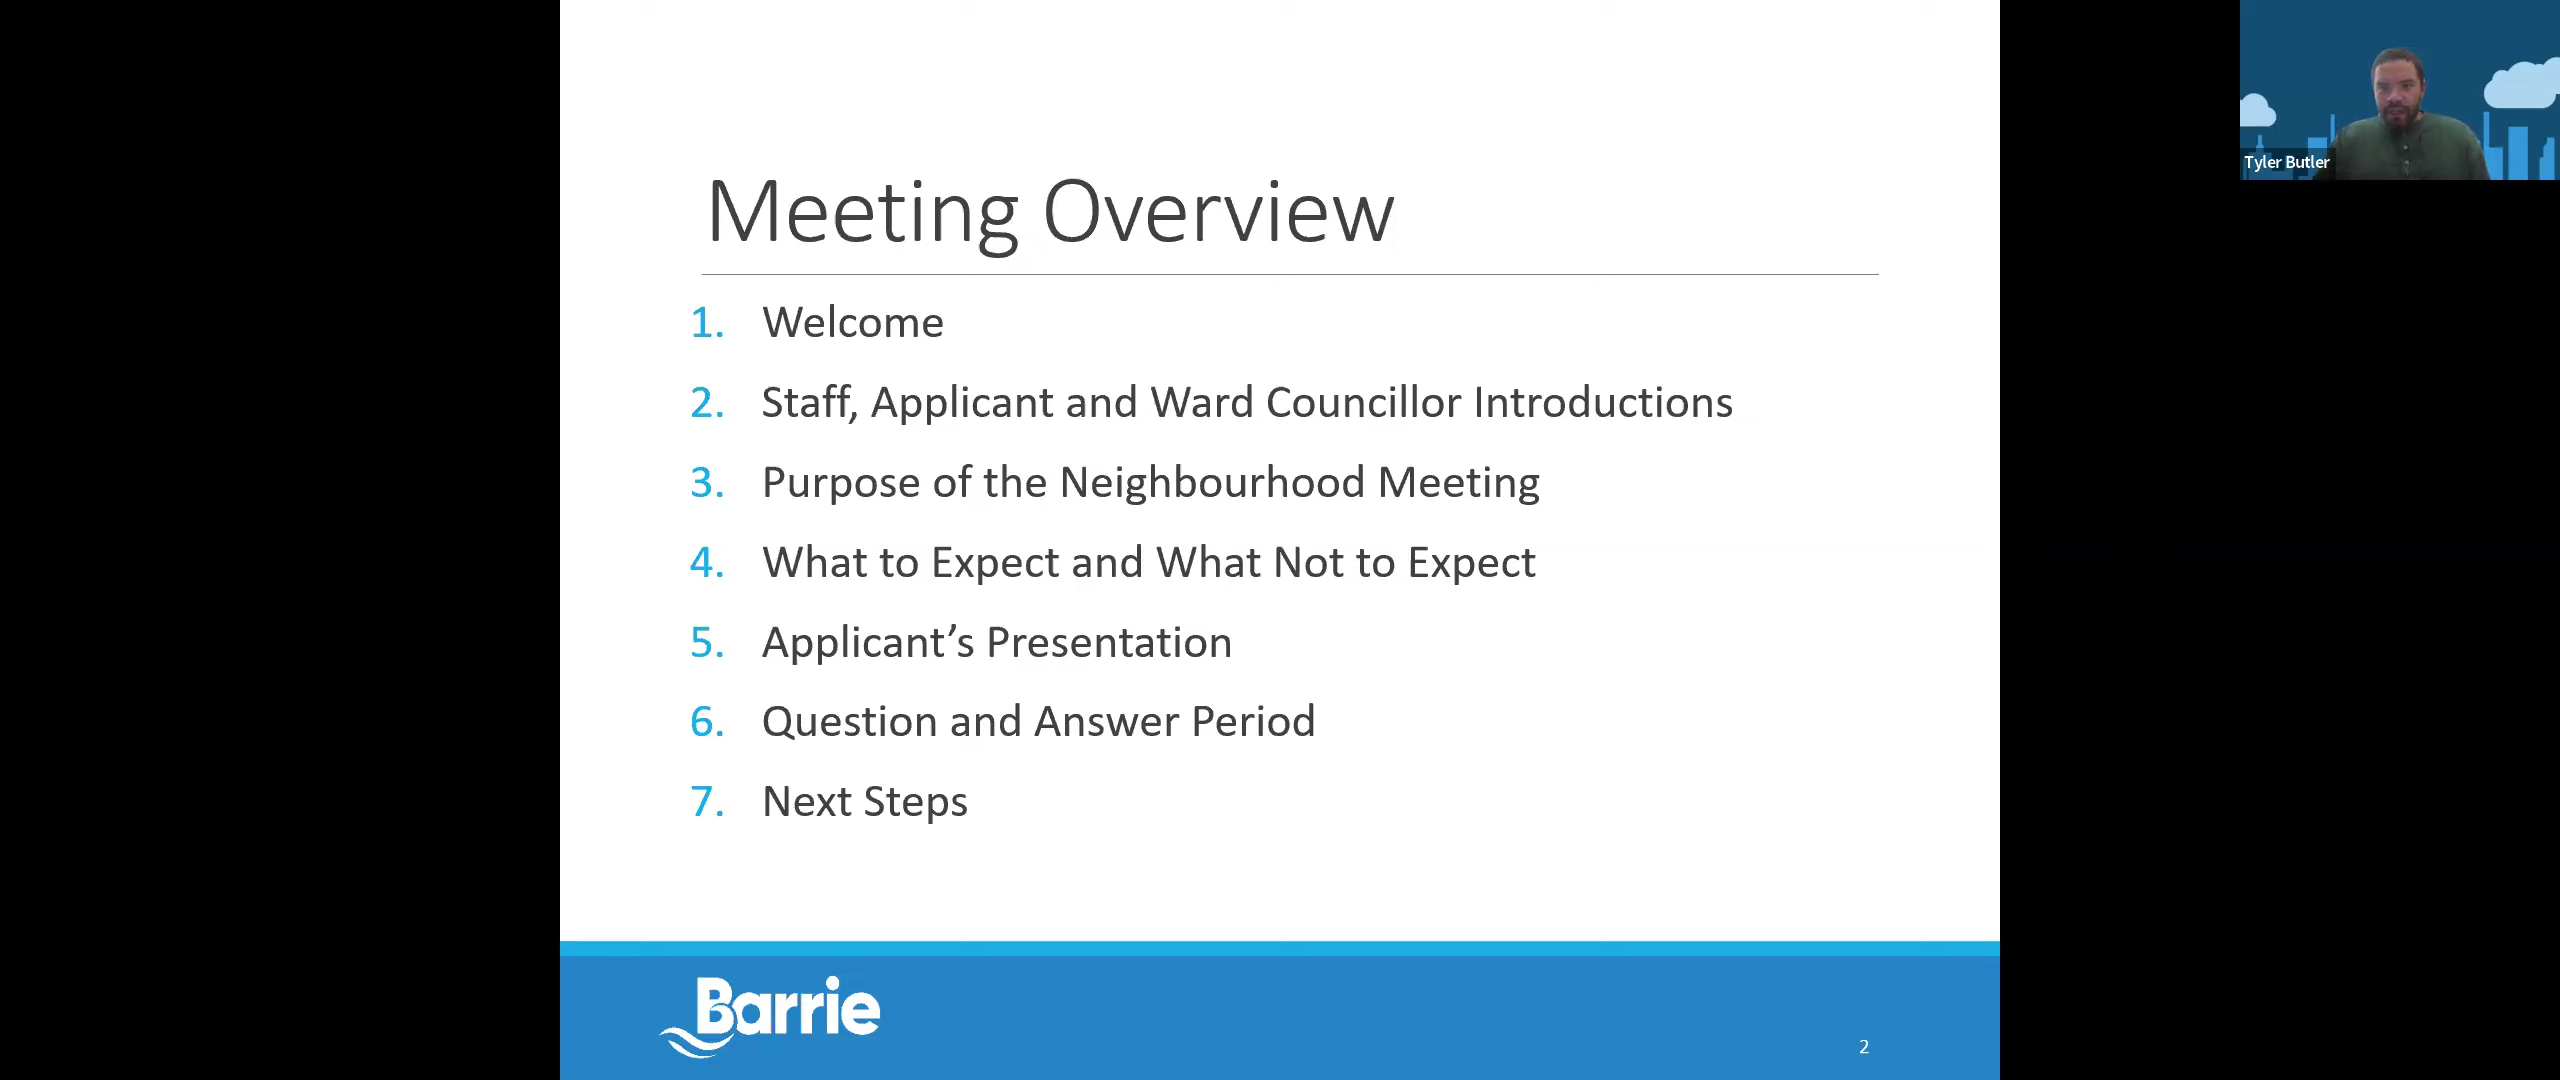 Meeting Overview
1. Welcome
2. Staff, Applicant and Ward Councillor Introductions
3. Purpose of the Neighbourhood Meeting
4. What to Expect and What Not to Expect
5. Applicant’s Presentation
6. Question and Answer Period
7. Next Steps
Barrie
2
Tyler Butler